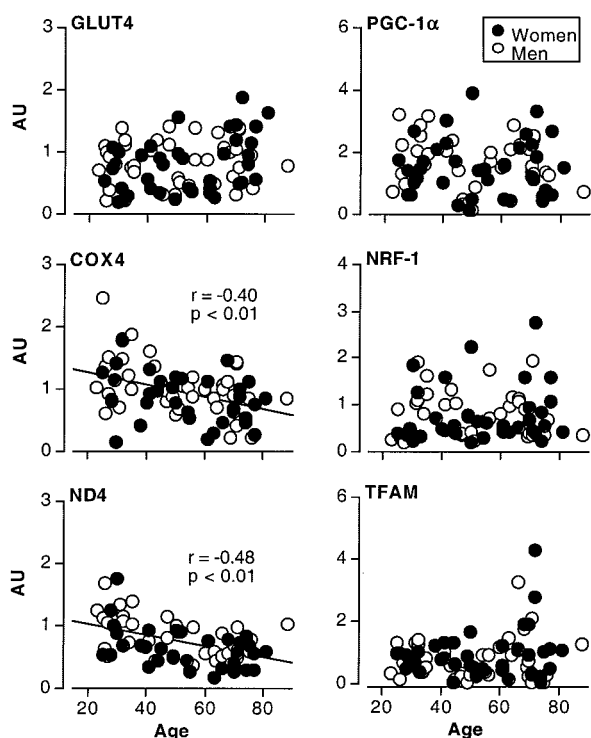 GLUT4
3
2
1
0
AU
PGC-1α
6
4
2
0
Women
Men
COX4
3
2
1
0
AU
r = -0.40
p < 0.01
NRF-1
4
3
2
1
0
ND4
3
2
1
0
AU
r = -0.48
p < 0.01
20 40 60 80
Age
TFAM
6
4
2
0
20 40 60 80
Age